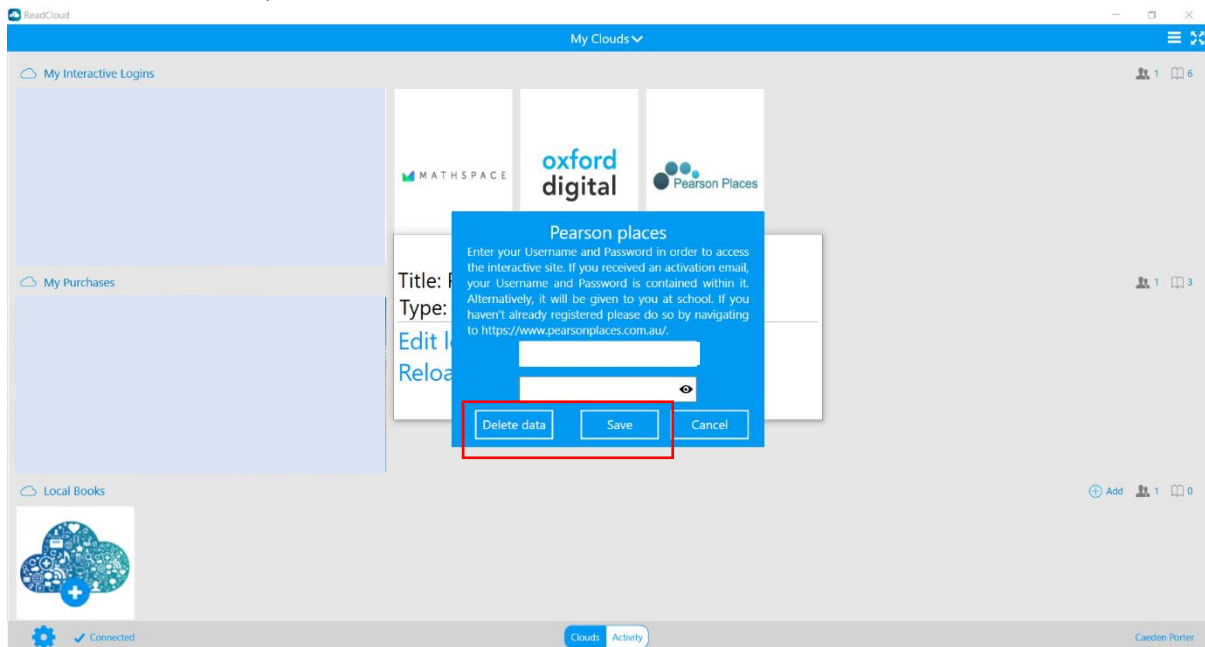 ReadCloud
My Clouds
My Interactive Logins
1 6
MATHSPACE
oxford
digital
Pearson Places
Pearson places
Enter your Username and Password in order to access
the interactive site. If you received an activation email,
your Username and Password is contained within it.
Alternatively, it will be given to you at school. If you
haven't already registered please do so by navigating
to https://www.pearsonplaces.com.au/.
My Purchases
1 3
Title:
Type:
Edit
Delete data
Save
Cancel
Local Books
Add 1 0
Connected
Clouds Activity
Caeden Porter